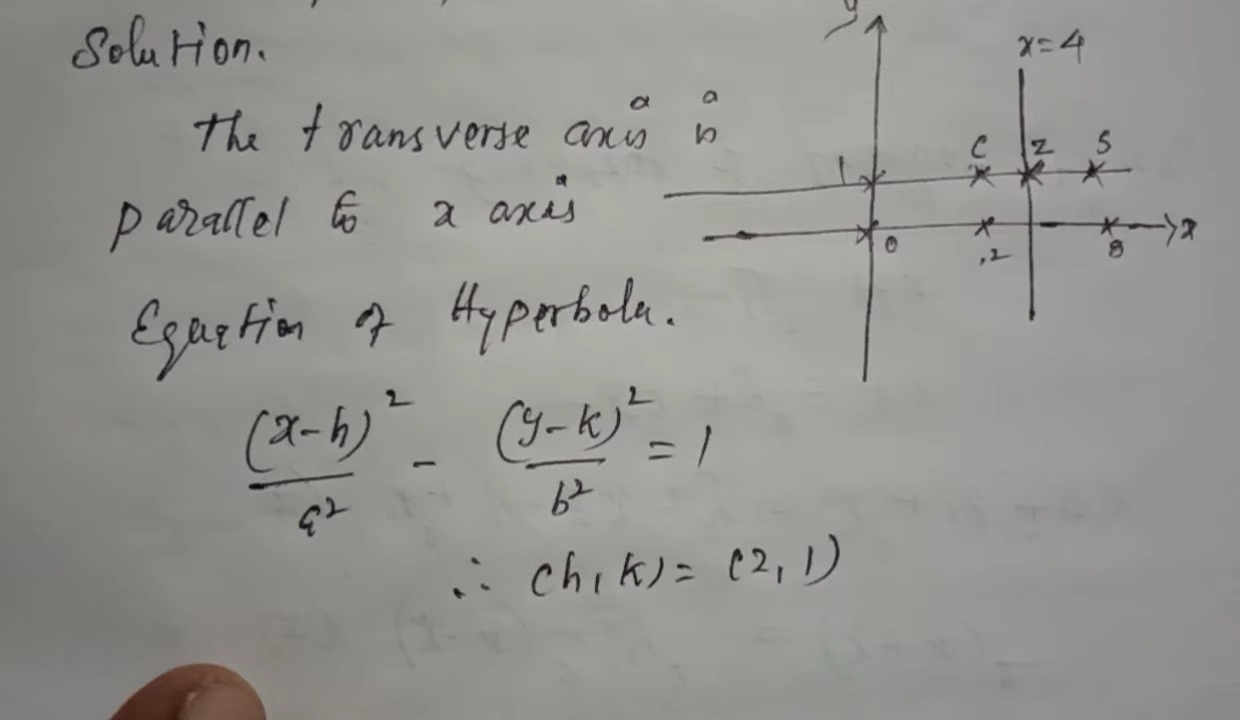 Solution.
The transverse axis is
parallel to x axis
Equation of Hyperbola.
(x-h)² / a² - (y-k)² / b² = 1
∴ (h, k) = (2, 1)
y
x=4
C Z S
1
0 2 8 x